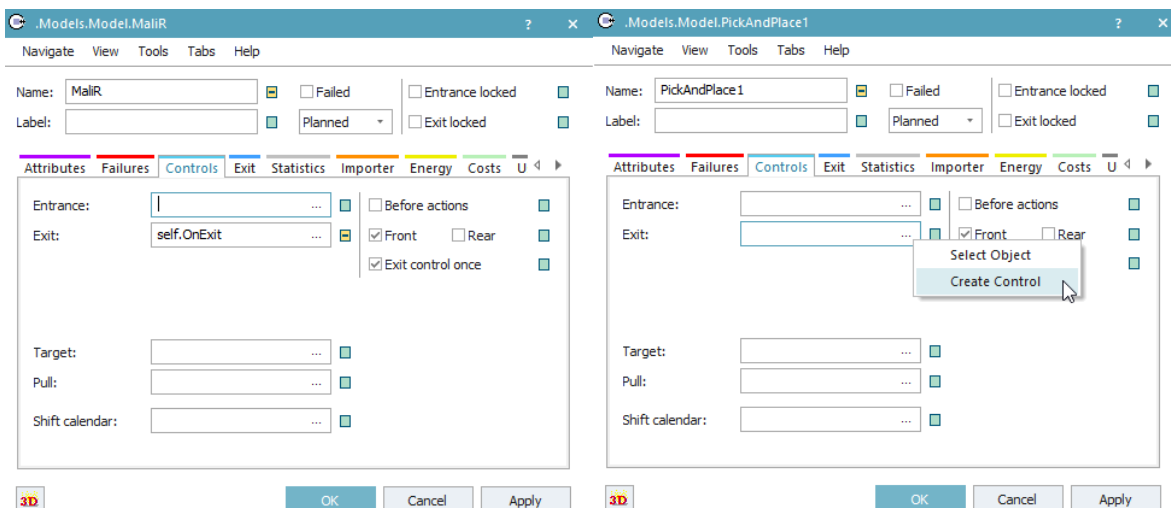 .Models.Model.MaliR ? ×
Navigate View Tools Tabs Help
Name: MaliR Failed Entrance locked
Label: Planned Exit locked
Attributes Failures Controls Exit Statistics Importer Energy Costs U
Entrance: ... Before actions
Exit: self.OnExit ... Front Rear
Exit control once
Target: ...
Pull: ...
Shift calendar: ...
3D OK Cancel Apply
.Models.Model.PickAndPlace1 ? ×
Navigate View Tools Tabs Help
Name: PickAndPlace1 Failed Entrance locked
Label: Planned Exit locked
Attributes Failures Controls Exit Statistics Importer Energy Costs U
Entrance: ... Before actions
Exit: ... Front Rear
Select Object
Create Control
Target: ...
Pull: ...
Shift calendar: ...
3D OK Cancel Apply